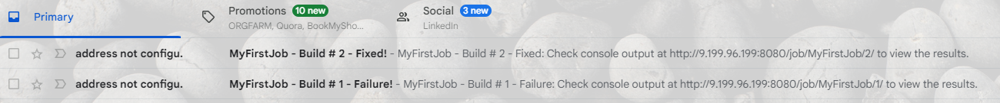 Primary
Promotions 10 new
ORGFARM, Quora, BookMySho...
Social 3 new
LinkedIn
address not configu. MyFirstJob - Build # 2 - Fixed! - MyFirstJob - Build # 2 - Fixed: Check console output at http://9.199.96.199:8080/job/MyFirstJob/2/ to view the results.
address not configu. MyFirstJob - Build # 1 - Failure! - MyFirstJob - Build # 1 - Failure: Check console output at http://9.199.96.199:8080/job/MyFirstJob/1/ to view the results.